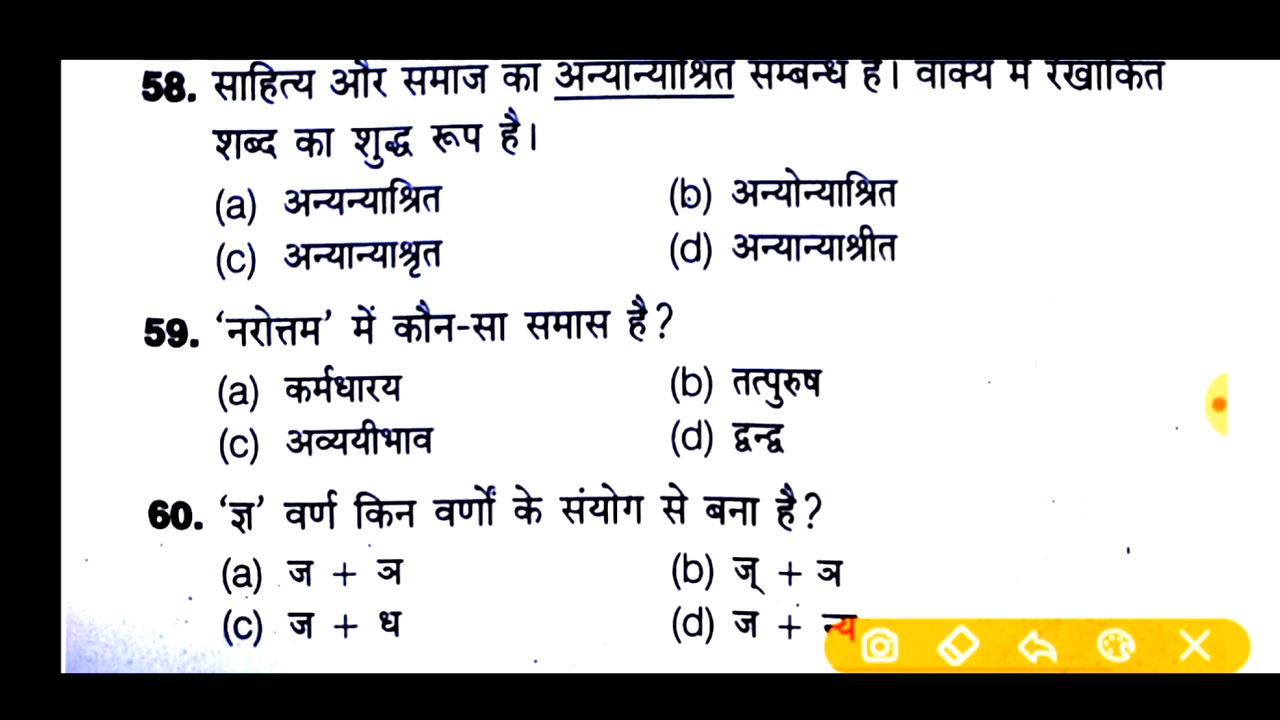 58. साहित्य और समाज का अन्यान्याश्रित सम्बन्ध है। वाक्य में रेखांकित
शब्द का शुद्ध रूप है।
(a) अन्यन्याश्रित (b) अन्योन्याश्रित
(c) अन्यान्याश्रृत (d) अन्यान्याश्रीत
59. ‘नरोत्तम’ में कौन-सा समास है?
(a) कर्मधारय (b) तत्पुरुष
(c) अव्ययीभाव (d) द्वन्द्व
60. ‘ज्ञ’ वर्ण किन वर्णों के संयोग से बना है?
(a) ज + ञ (b) ज् + ञ
(c) ज + ध (d) ज + न्य